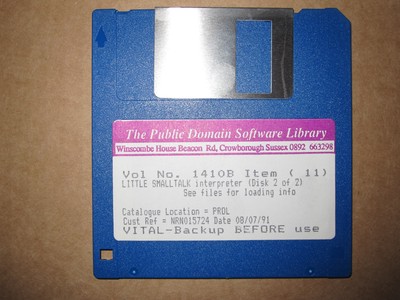 The Public Domain Software Library
Winscombe House Beacon Rd, Crowborough Sussex 0892 663298
Vol No. 1410B Item ( 11)
LITTLE SMALLTALK interpreter (Disk 2 of 2)
See files for loading info
Catalogue Location = PROL
Cust Ref = NRN015724 Date 08/07/91
VITAL-Backup BEFORE use